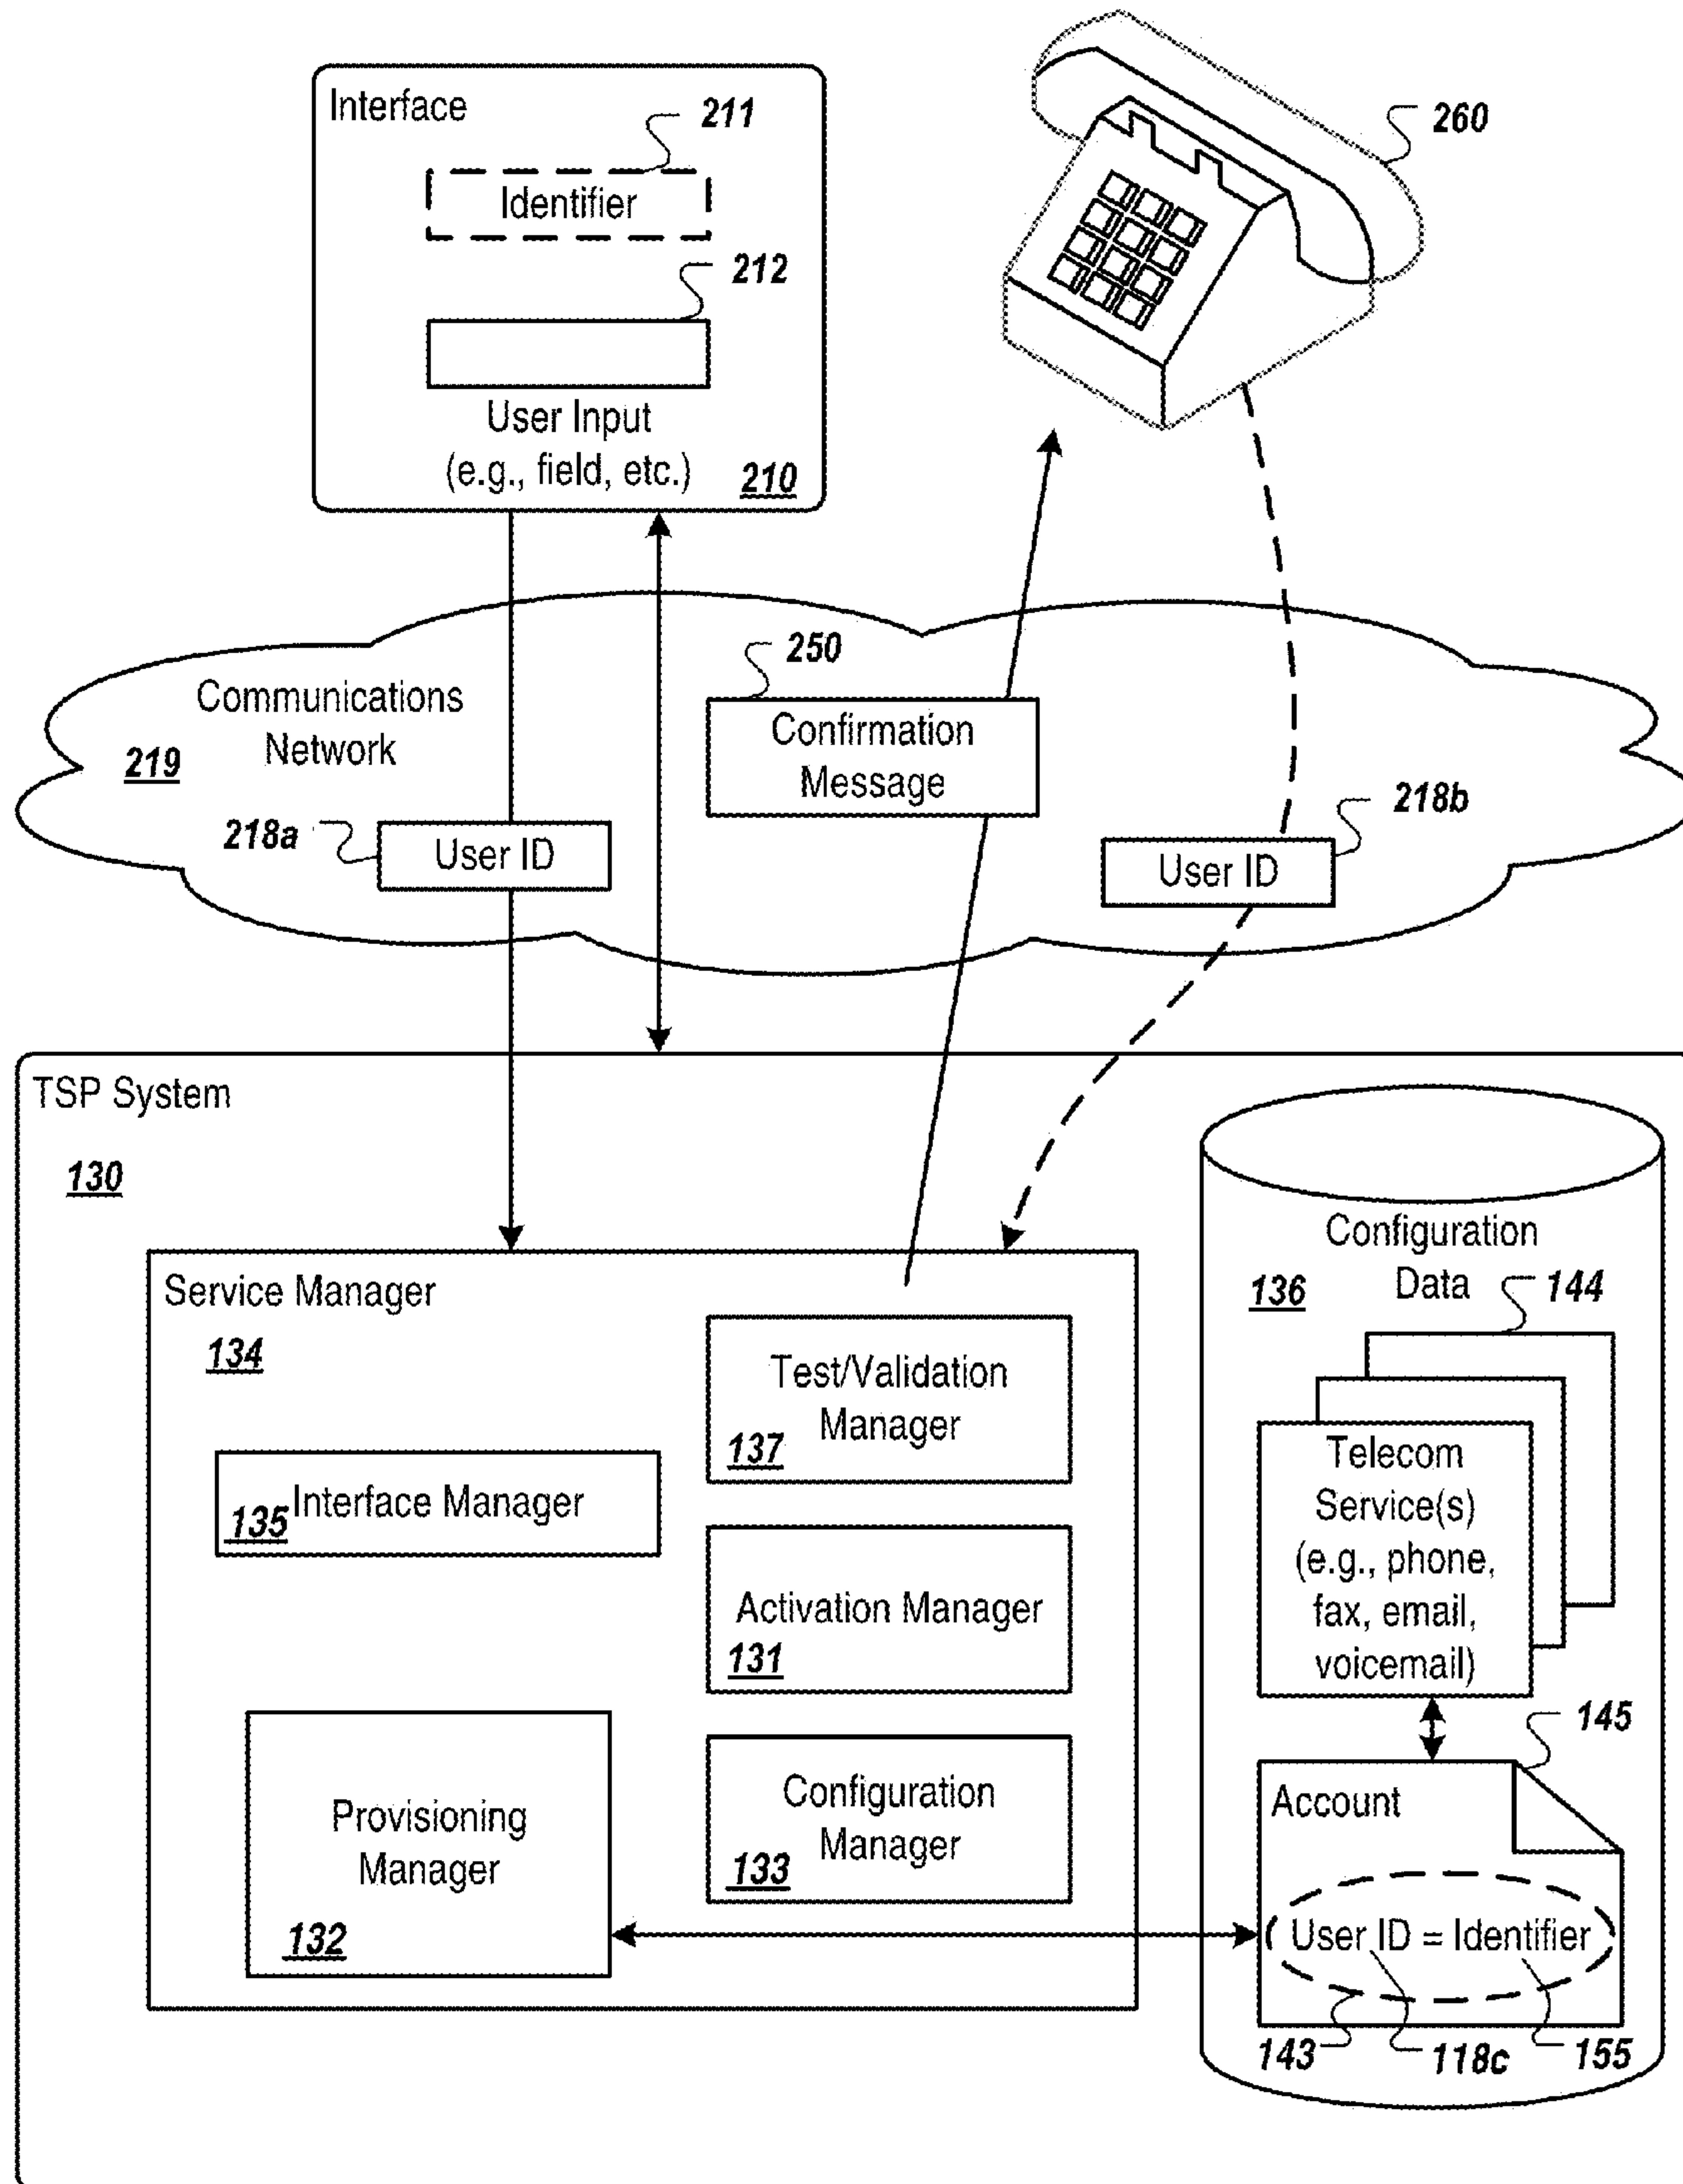 Interface
211
Identifier
212
User Input
(e.g., field, etc.)
210
260
Communications
Network
219
250
Confirmation
Message
218a
User ID
218b
User ID
TSP System
130
Service Manager
134
Test/Validation
Manager
137
Interface Manager
135
Activation Manager
131
Provisioning
Manager
132
Configuration
Manager
133
Configuration
Data
136
144
Telecom
Service(s)
(e.g., phone,
fax, email,
voicemail)
145
Account
User ID = Identifier
143
118c
155